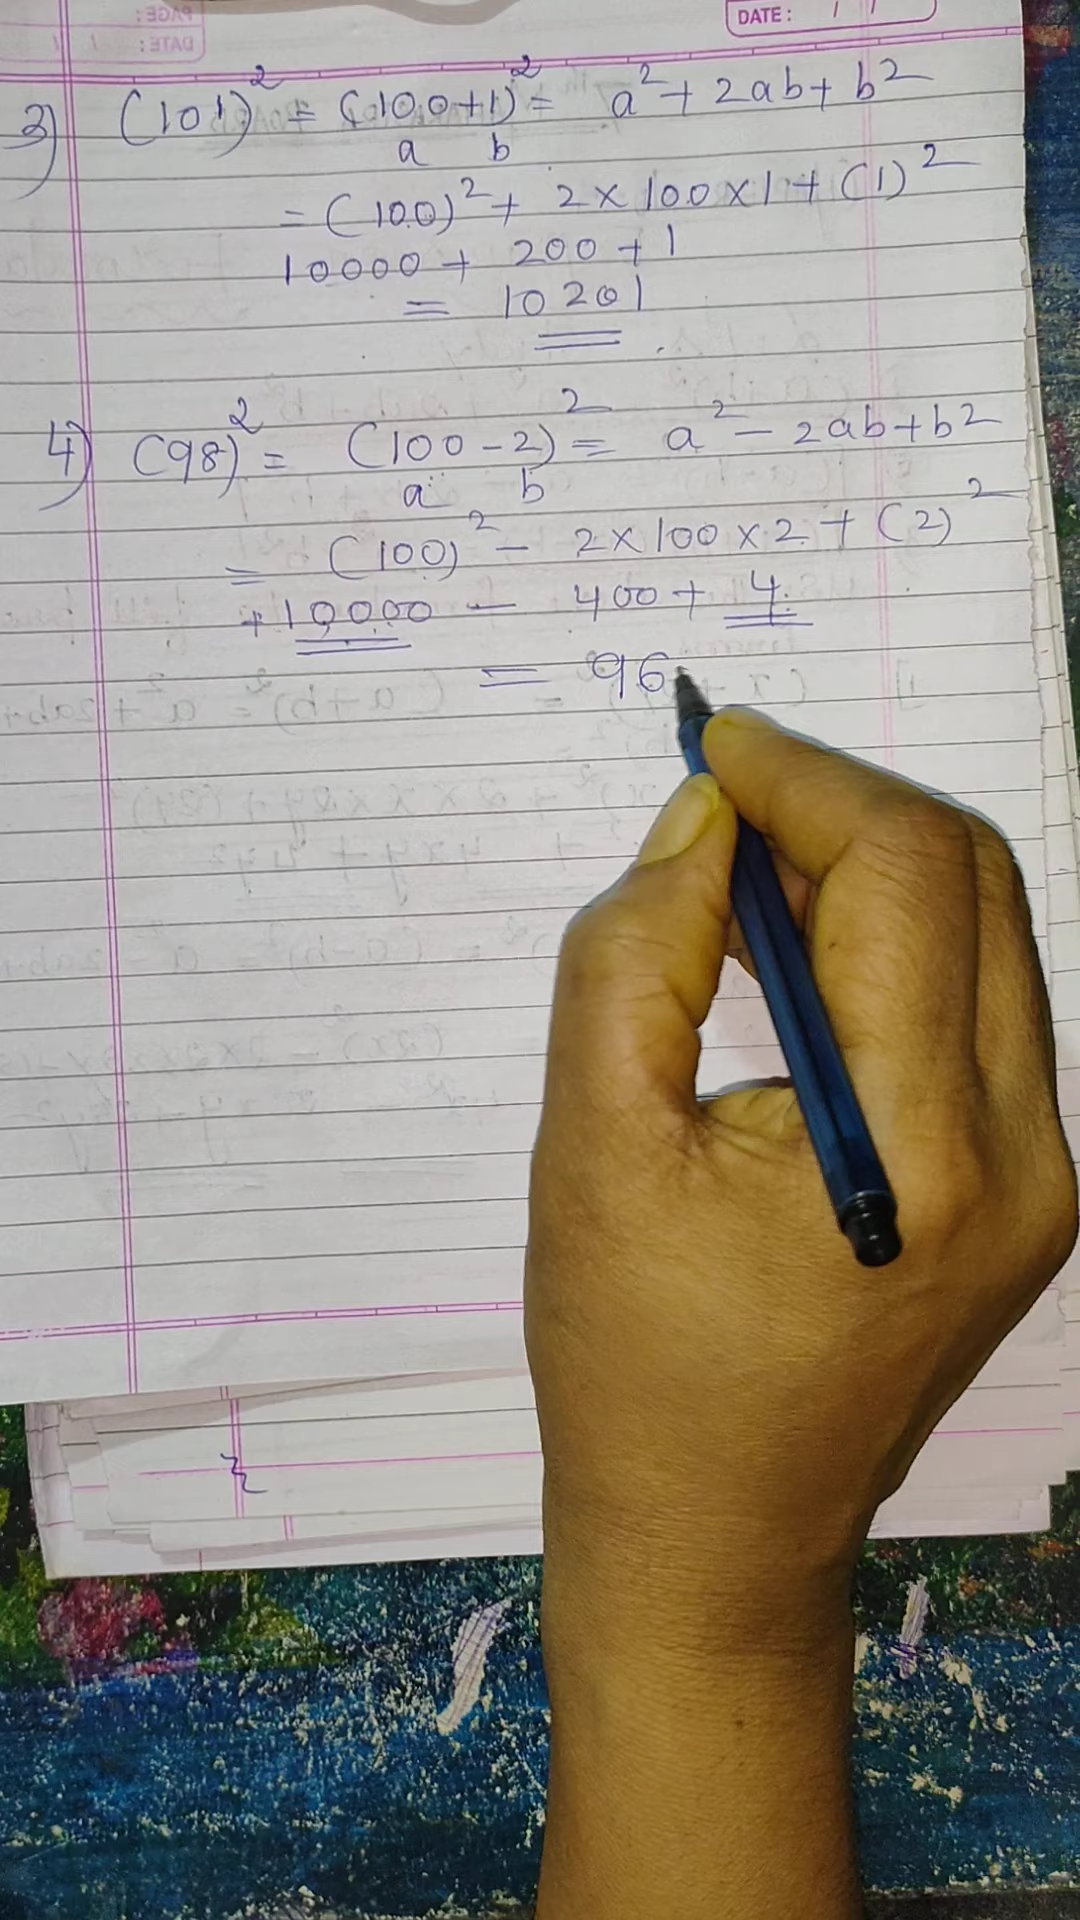 DATE: / /
PAGE:
DATE: / /
3) (101)² = (100+1)² = a² + 2ab + b²
a b
= (100)² + 2 × 100 × 1 + (1)²
10000 + 200 + 1
= 10201
4) (98)² = (100 - 2)² = a² - 2ab + b²
a b
= (100)² - 2 × 100 × 2 + (2)²
+10000 - 400 + 4.
= 96